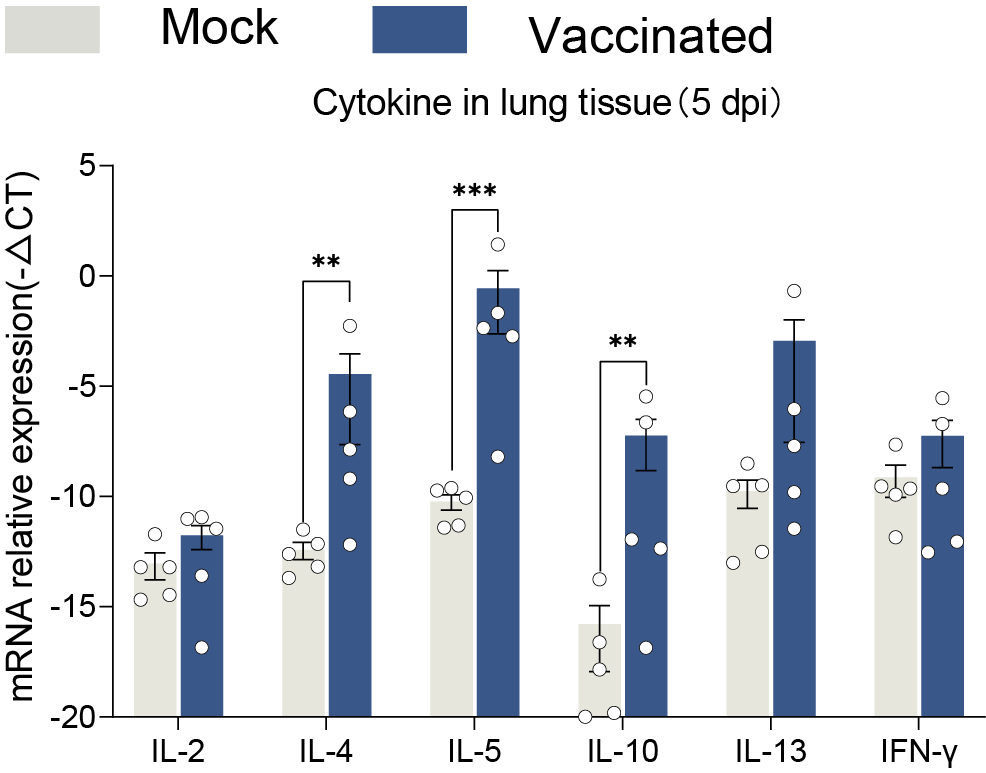 Mock Vaccinated
Cytokine in lung tissue（5 dpi）
mRNA relative expression(-△CT)
5
0
-5
-10
-15
-20
**
***
**
IL-2 IL-4 IL-5 IL-10 IL-13 IFN-γ